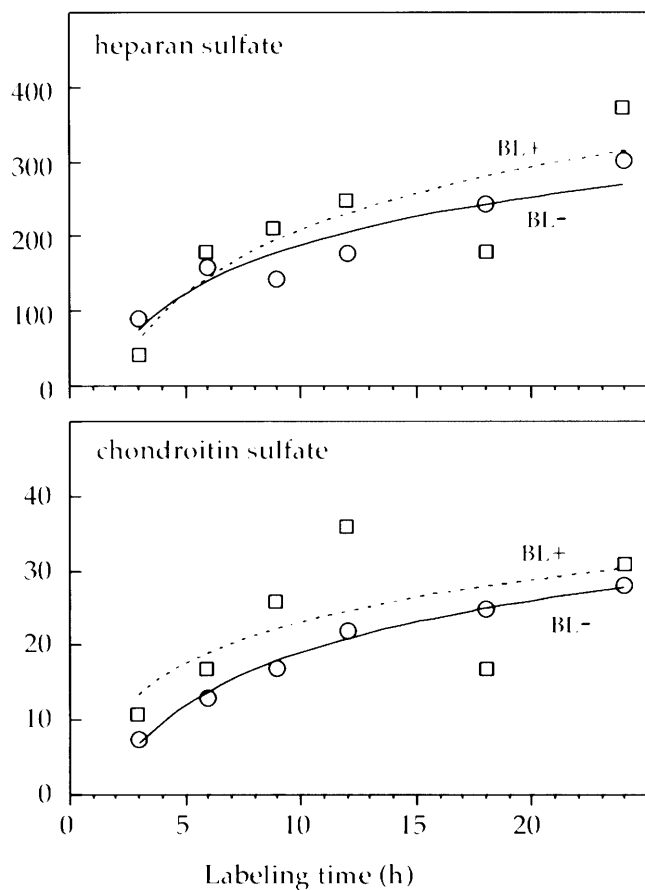 heparan sulfate
400
300
200
100
0
BL+
BL-
chondroitin sulfate
40
30
20
10
0
BL+
BL-
0 5 10 15 20
Labeling time (h)